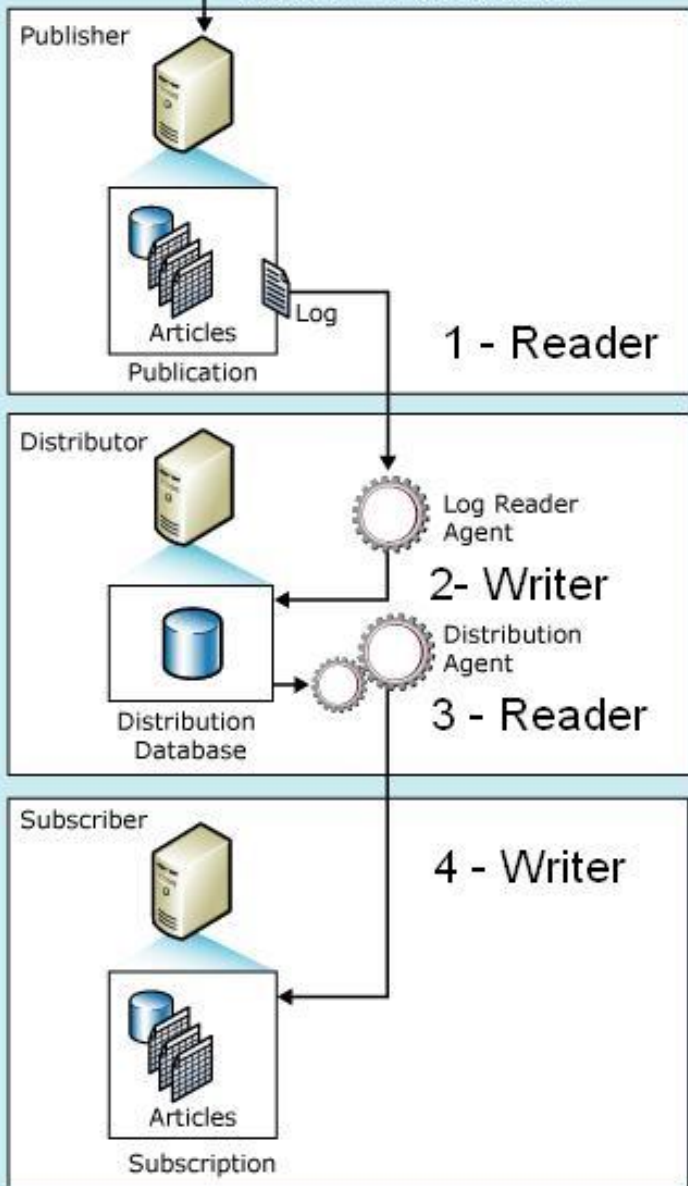 Publisher
Log
Articles
1 - Reader
Publication
Distributor
Log Reader
Agent
2- Writer
Distribution
Agent
3 - Reader
Distribution
Database
Subscriber
4 - Writer
Articles
Subscription